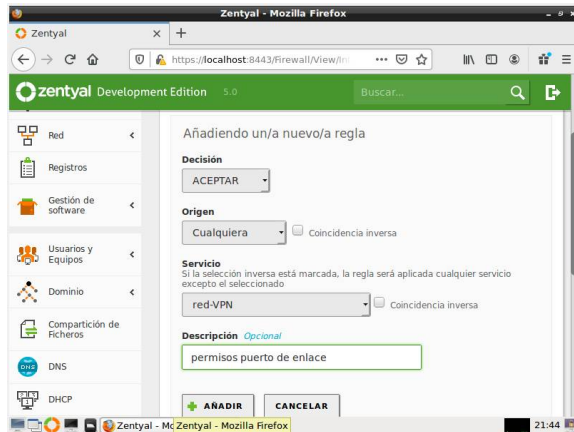 Zentyal - Mozilla Firefox
Zentyal
https://localhost:8443/Firewall/View/In
zentyal Development Edition 5.0
Buscar...
Red
Registros
Gestión de
software
Usuarios y
Equipos
Dominio
Compartición de
Ficheros
DNS
DHCP
Añadiendo un/a nuevo/a regla
Decisión
ACEPTAR
Origen
Cualquiera
Coincidencia inversa
Servicio
Si la selección inversa está marcada, la regla será aplicada cualquier servicio
excepto el seleccionado
red-VPN
Coincidencia inversa
Descripción Opcional
permisos puerto de enlace
AÑADIR
CANCELAR
Zentyal - Mo
Zentyal - Mozilla Firefox
21:44